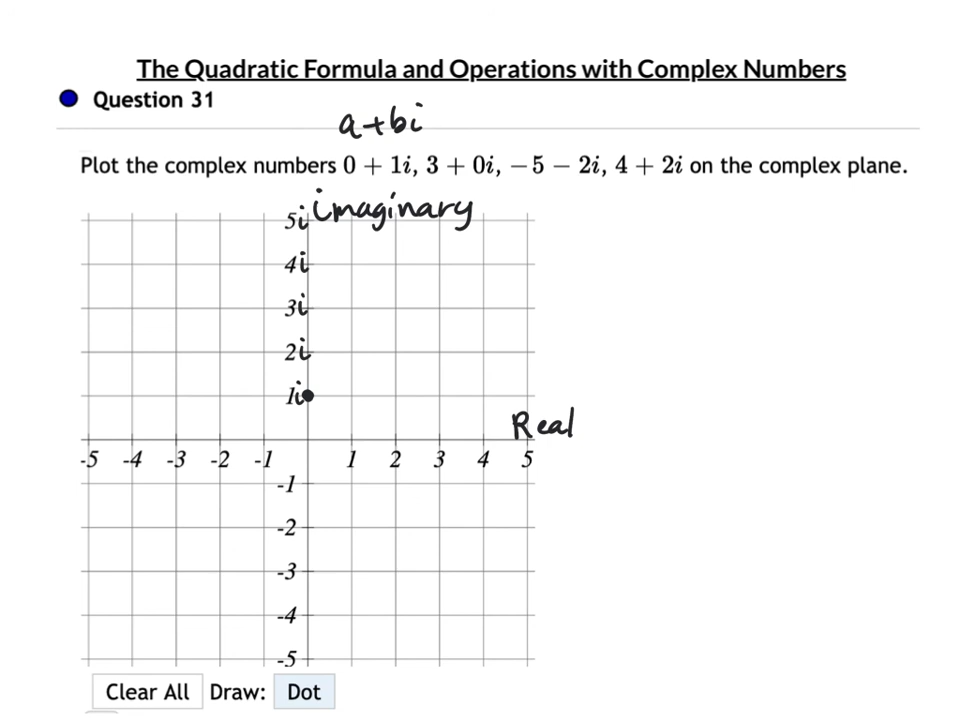 The Quadratic Formula and Operations with Complex Numbers
Question 31
a+bi
Plot the complex numbers 0 + 1i, 3 + 0i, −5 − 2i, 4 + 2i on the complex plane.
5i imaginary
4i
3i
2i
1i
Real
-5 -4 -3 -2 -1 1 2 3 4 5
-1
-2
-3
-4
-5
Clear All Draw: Dot